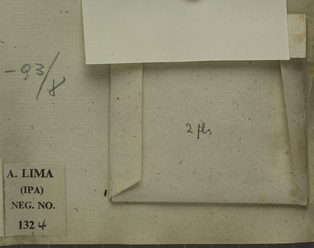 -93/8
2 fls
A. LIMA
(IPA)
NEG. NO.
1324